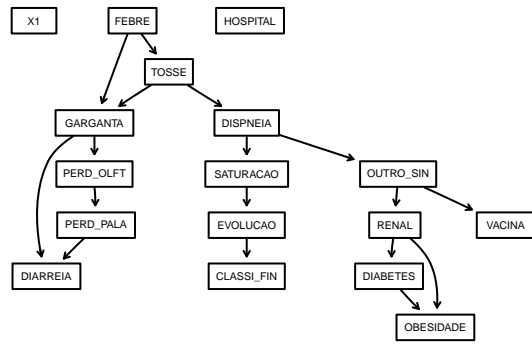 X1
FEBRE
HOSPITAL
TOSSE
GARGANTA
DISPNEIA
PERD_OLFT
SATURACAO
OUTRO_SIN
PERD_PALA
EVOLUCAO
RENAL
VACINA
DIARREIA
CLASSI_FIN
DIABETES
OBESIDADE